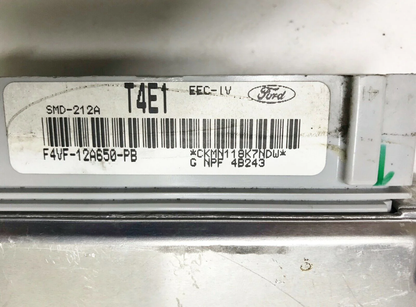 T4E1 EEC-IV Ford
SMD-212A
F4VF-12A650-PB *CKMN118K7NDW*
G NPF 4B243